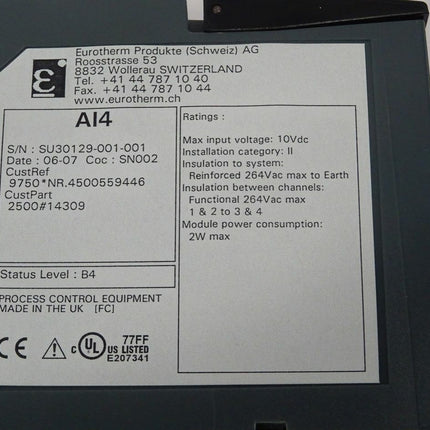 Eurotherm Produkte (Schweiz) AG
Roosstrasse 53
8832 Wollerau SWITZERLAND
Tel. +41 44 787 10 40
Fax. +41 44 787 10 44
www.eurotherm.ch
AI4
S/N : SU30129-001-001
Date : 06-07 Coc : SN002
CustRef
9750*NR.4500559446
CustPart
2500#14309
Status Level : B4
PROCESS CONTROL EQUIPMENT
MADE IN THE UK [FC]
CE
c UL US LISTED
77FF
E207341
Ratings :
Max input voltage: 10Vdc
Installation category: II
Insulation to system:
Reinforced 264Vac max to Earth
Insulation between channels:
Functional 264Vac max
1 & 2 to 3 & 4
Module power consumption:
2W max